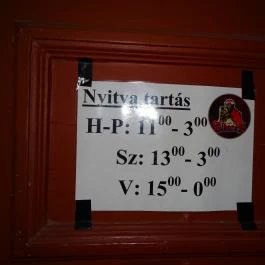 Nyitva tartás
H-P: 11⁰⁰- 3⁰⁰
Sz: 13⁰⁰- 3⁰⁰
V: 15⁰⁰- 0⁰⁰